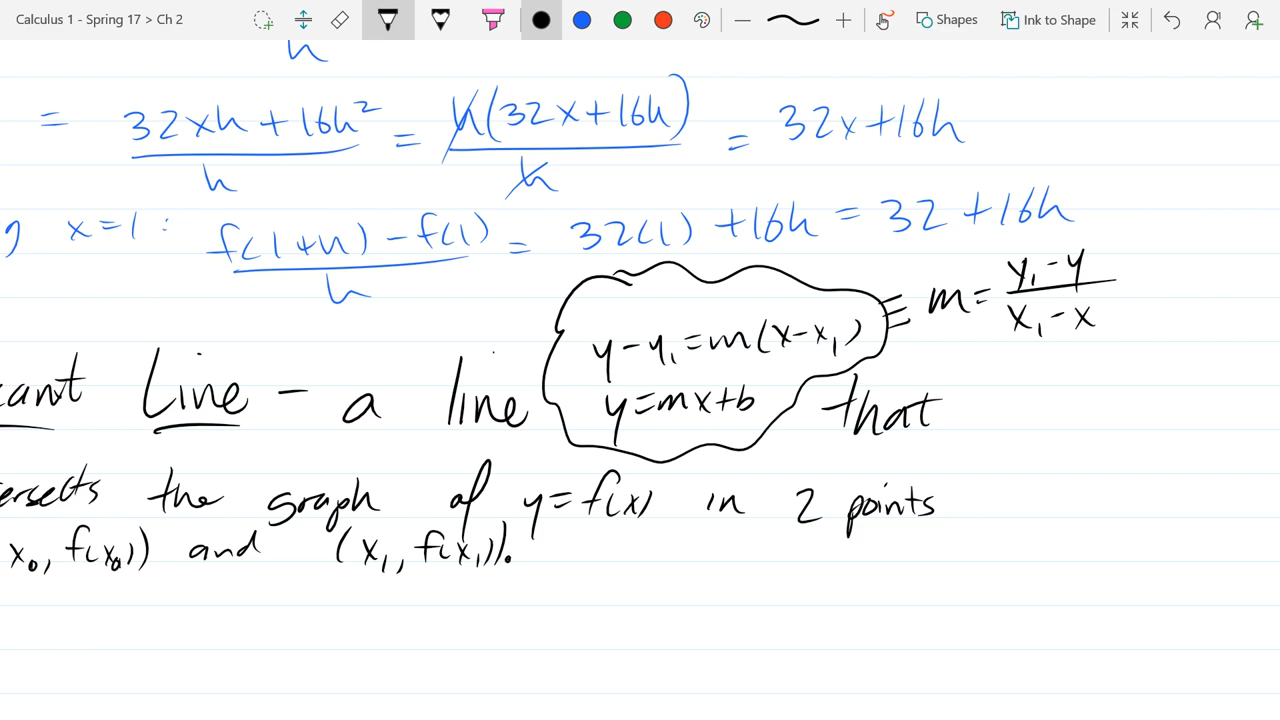 Calculus 1 - Spring 17 > Ch 2
Shapes
Ink to Shape
h
= (32xh + 16h²)/h = h(32x+16h)/h = 32x+16h
x=1: (f(1+h) - f(1))/h = 32(1) + 16h = 32 + 16h
y-y₁=m(x-x₁) ≡ m = (y₁-y)/(x₁-x)
y=mx+b
cant Line - a line that
ersects the graph of y=f(x) in 2 points
x₀, f(x₀)) and (x₁, f(x₁)).